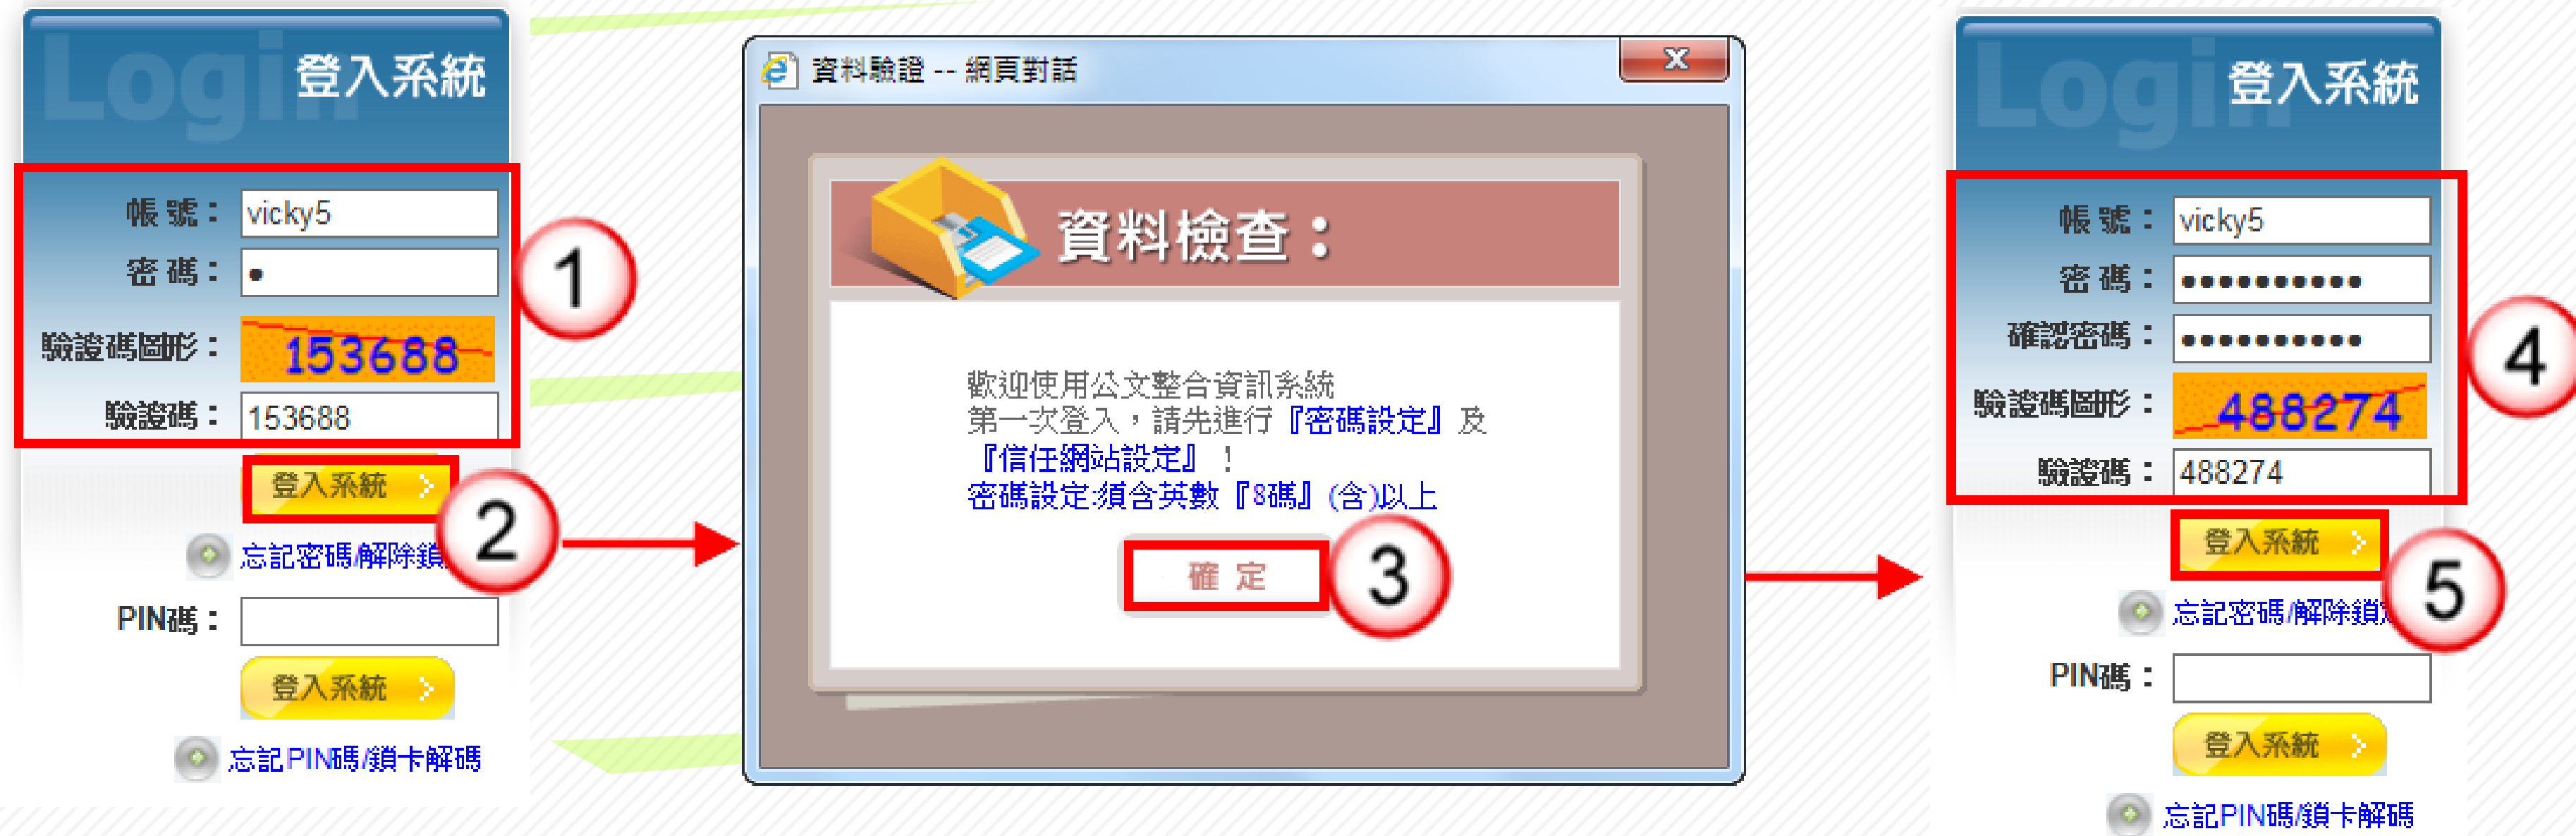 Login
登入系統
帳 號：
vicky5
密 碼：
驗證碼圖形：
153688
驗證碼：
153688
登入系統
忘記密碼/解除鎖
PIN碼：
登入系統
忘記PIN碼/鎖卡解碼
1
2
資料驗證 -- 網頁對話
資料檢查：
歡迎使用公文整合資訊系統
第一次登入，請先進行『密碼設定』及
『信任網站設定』！
密碼設定:須含英數『8碼』(含)以上
確 定
3
Login
登入系統
帳 號：
vicky5
密 碼：
確認密碼：
驗證碼圖形：
488274
驗證碼：
488274
登入系統
忘記密碼/解除鎖
PIN碼：
登入系統
忘記PIN碼/鎖卡解碼
4
5